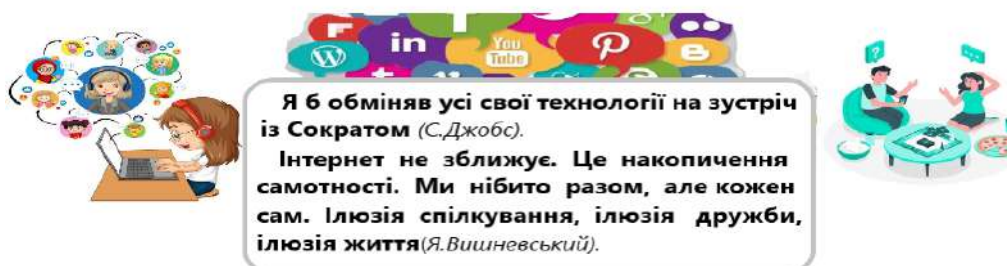 in
You
Tube
Я б обміняв усі свої технології на зустріч
із Сократом (С.Джобс).
Інтернет не зближує. Це накопичення
самотності. Ми нібито разом, але кожен
сам. Ілюзія спілкування, ілюзія дружби,
ілюзія життя(Я.Вишневський).